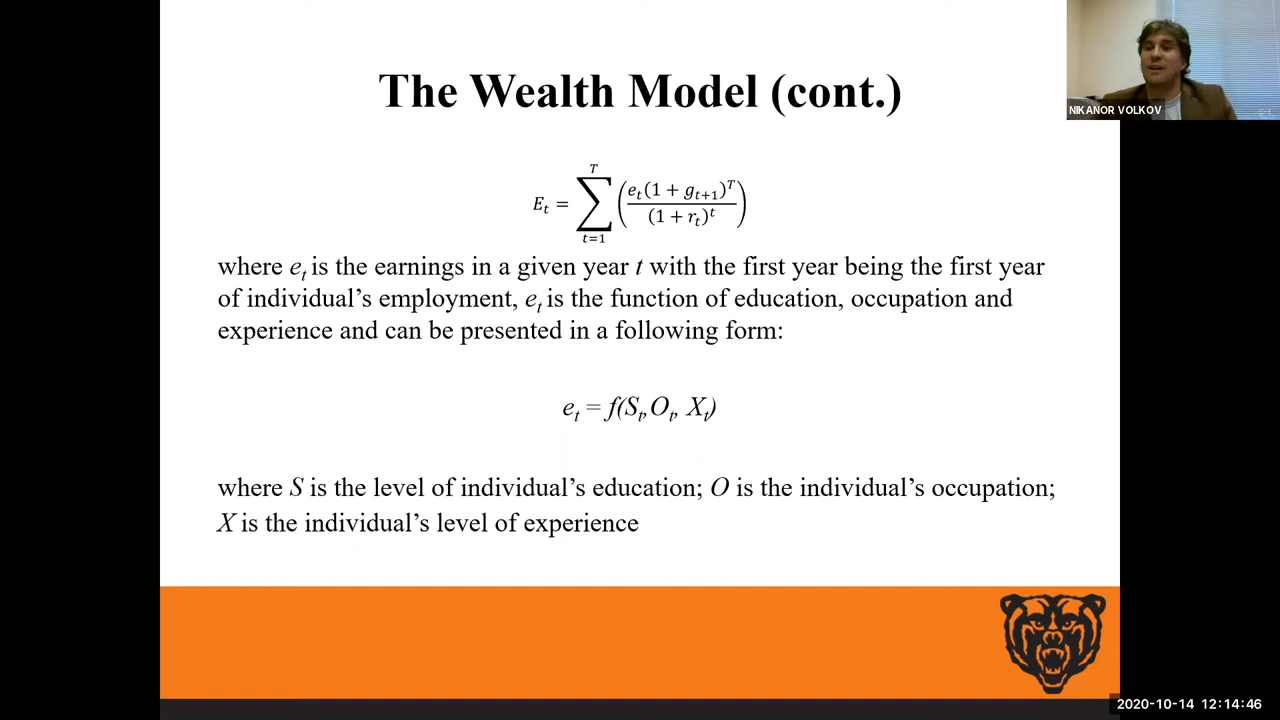 The Wealth Model (cont.)
NIKANOR VOLKOV
E_t = \sum_{t=1}^{T} \left( \frac{e_t(1 + g_{t+1})^T}{(1 + r_t)^t} \right)
where e_t is the earnings in a given year t with the first year being the first year
of individual’s employment, e_t is the function of education, occupation and
experience and can be presented in a following form:
e_t = f(S_t, O_t, X_t)
where S is the level of individual’s education; O is the individual’s occupation;
X is the individual’s level of experience
2020-10-14 12:14:46